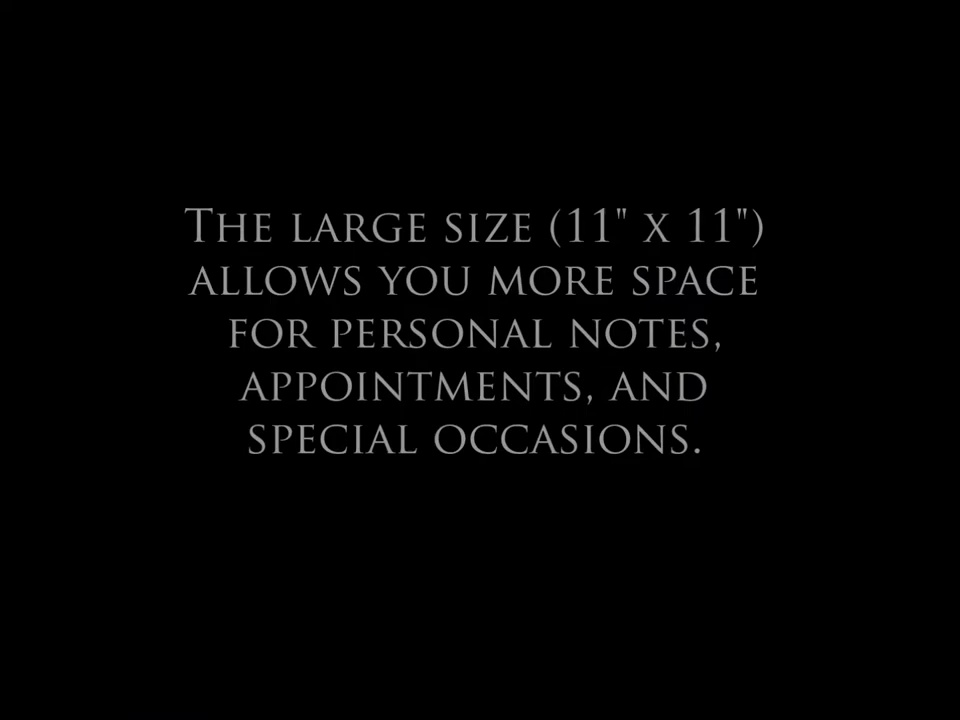 The large size (11" x 11")
allows you more space
for personal notes,
appointments, and
special occasions.